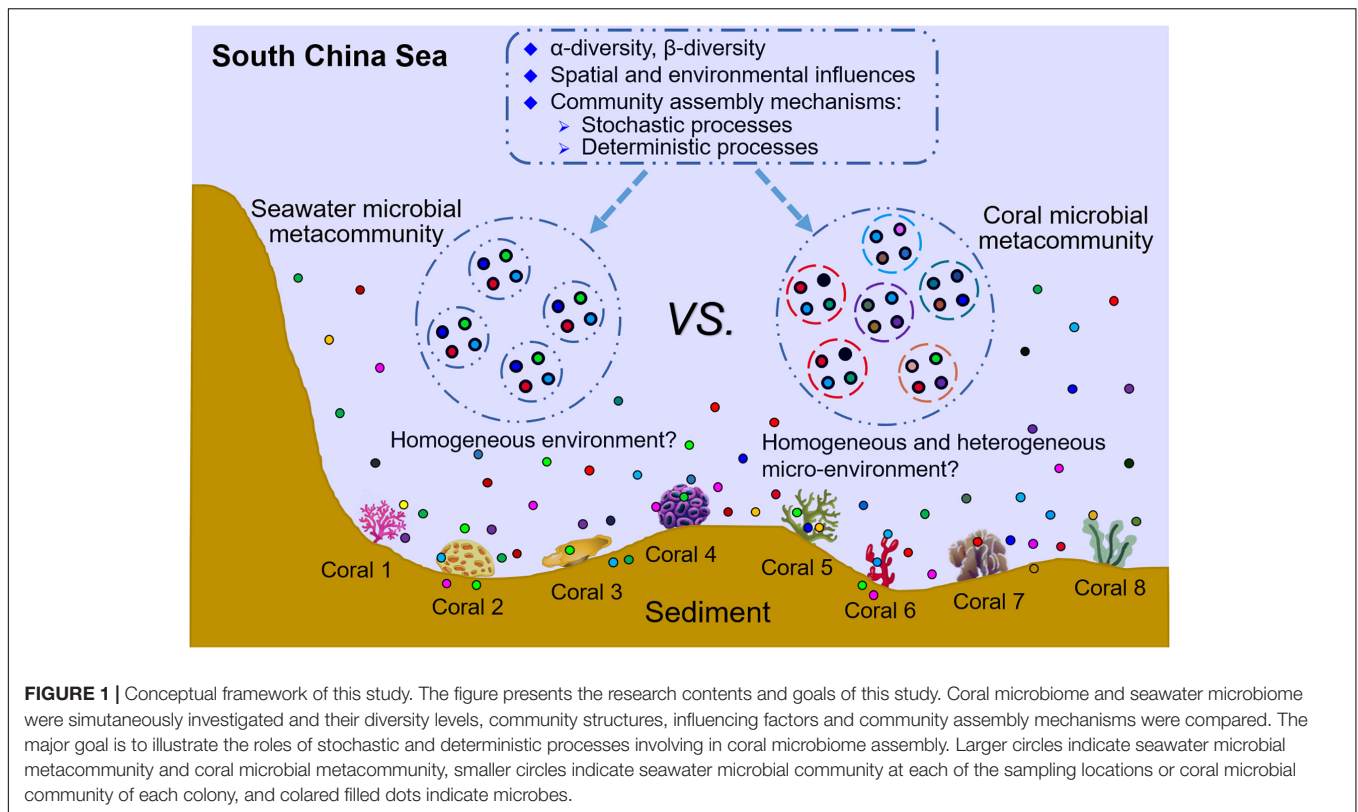 South China Sea
◆ α-diversity, β-diversity
◆ Spatial and environmental influences
◆ Community assembly mechanisms:
➢ Stochastic processes
➢ Deterministic processes
Seawater microbial
metacommunity
Coral microbial
metacommunity
VS.
Homogeneous environment?
Homogeneous and heterogeneous
micro-environment?
Coral 1
Coral 2
Coral 3
Coral 4
Coral 5
Coral 6
Coral 7
Coral 8
Sediment
FIGURE 1 | Conceptual framework of this study. The figure presents the research contents and goals of this study. Coral microbiome and seawater microbiome
were simutaneously investigated and their diversity levels, community structures, influencing factors and community assembly mechanisms were compared. The
major goal is to illustrate the roles of stochastic and deterministic processes involving in coral microbiome assembly. Larger circles indicate seawater microbial
metacommunity and coral microbial metacommunity, smaller circles indicate seawater microbial community at each of the sampling locations or coral microbial
community of each colony, and colared filled dots indicate microbes.